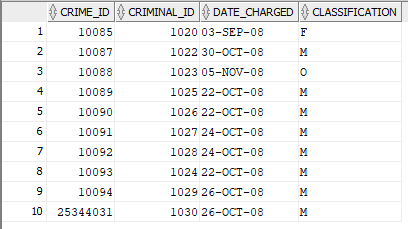 CRIME_ID CRIMINAL_ID DATE_CHARGED CLASSIFICATION
1 10085 1020 03-SEP-08 F
2 10087 1022 30-OCT-08 M
3 10088 1023 05-NOV-08 O
4 10089 1025 22-OCT-08 M
5 10090 1026 22-OCT-08 M
6 10091 1027 24-OCT-08 M
7 10092 1028 24-OCT-08 M
8 10093 1024 22-OCT-08 M
9 10094 1029 26-OCT-08 M
10 25344031 1030 26-OCT-08 M